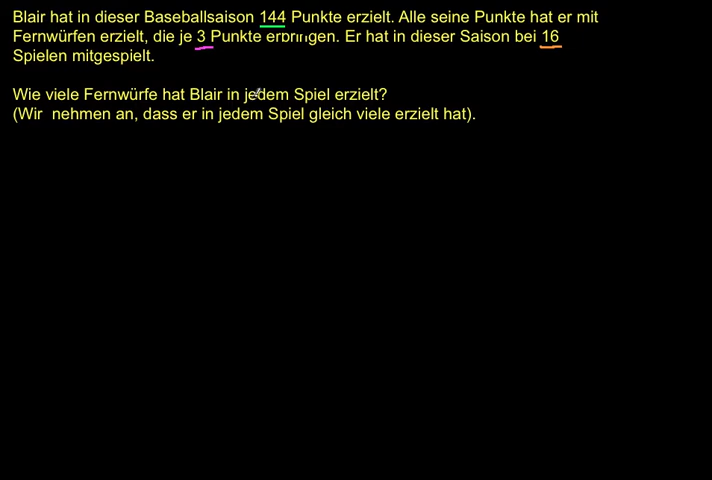 Blair hat in dieser Baseballsaison 144 Punkte erzielt. Alle seine Punkte hat er mit
Fernwürfen erzielt, die je 3 Punkte erbringen. Er hat in dieser Saison bei 16
Spielen mitgespielt.
Wie viele Fernwürfe hat Blair in jedem Spiel erzielt?
(Wir nehmen an, dass er in jedem Spiel gleich viele erzielt hat).